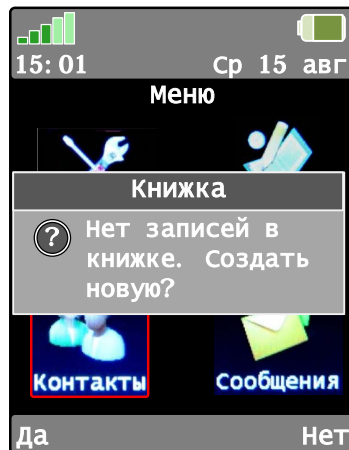 15:01 Ср 15 авг
Меню
Книжка
? Нет записей в
книжке. Создать
новую?
Контакты Сообщения
Да Нет